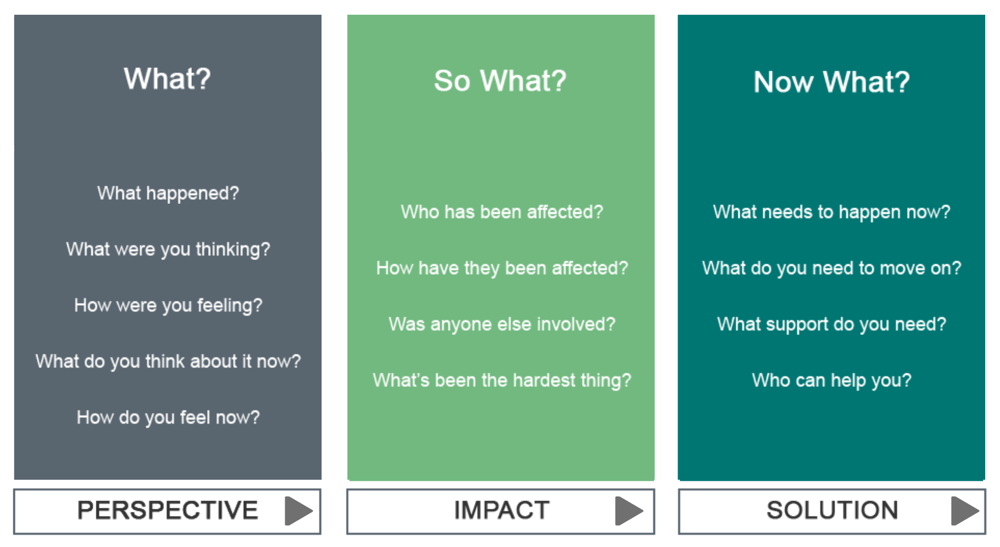 What?
What happened?
What were you thinking?
How were you feeling?
What do you think about it now?
How do you feel now?
PERSPECTIVE
So What?
Who has been affected?
How have they been affected?
Was anyone else involved?
What’s been the hardest thing?
IMPACT
Now What?
What needs to happen now?
What do you need to move on?
What support do you need?
Who can help you?
SOLUTION